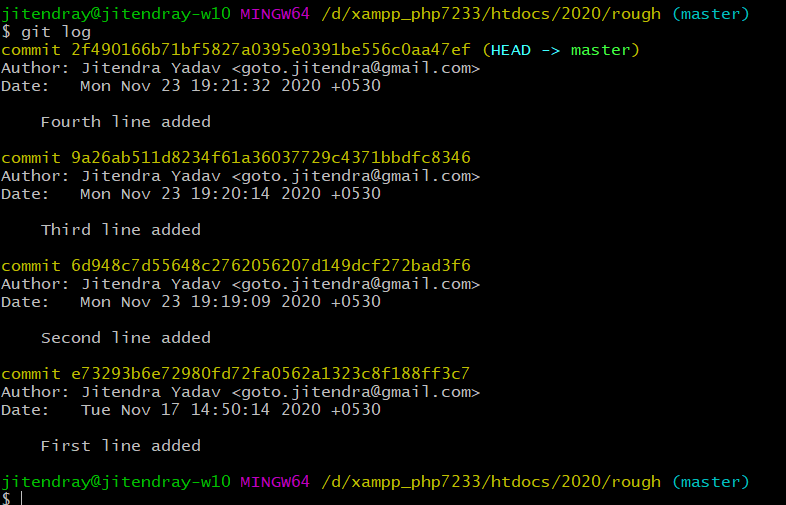 jitendray@jitendray-w10 MINGW64 /d/xampp_php7233/htdocs/2020/rough (master)
$ git log
commit 2f490166b71bf5827a0395e0391be556c0aa47ef (HEAD -> master)
Author: Jitendra Yadav <goto.jitendra@gmail.com>
Date:   Mon Nov 23 19:21:32 2020 +0530
    Fourth line added
commit 9a26ab511d8234f61a36037729c4371bbdfc8346
Author: Jitendra Yadav <goto.jitendra@gmail.com>
Date:   Mon Nov 23 19:20:14 2020 +0530
    Third line added
commit 6d948c7d55648c2762056207d149dcf272bad3f6
Author: Jitendra Yadav <goto.jitendra@gmail.com>
Date:   Mon Nov 23 19:19:09 2020 +0530
    Second line added
commit e73293b6e72980fd72fa0562a1323c8f188ff3c7
Author: Jitendra Yadav <goto.jitendra@gmail.com>
Date:   Tue Nov 17 14:50:14 2020 +0530
    First line added
jitendray@jitendray-w10 MINGW64 /d/xampp_php7233/htdocs/2020/rough (master)
$